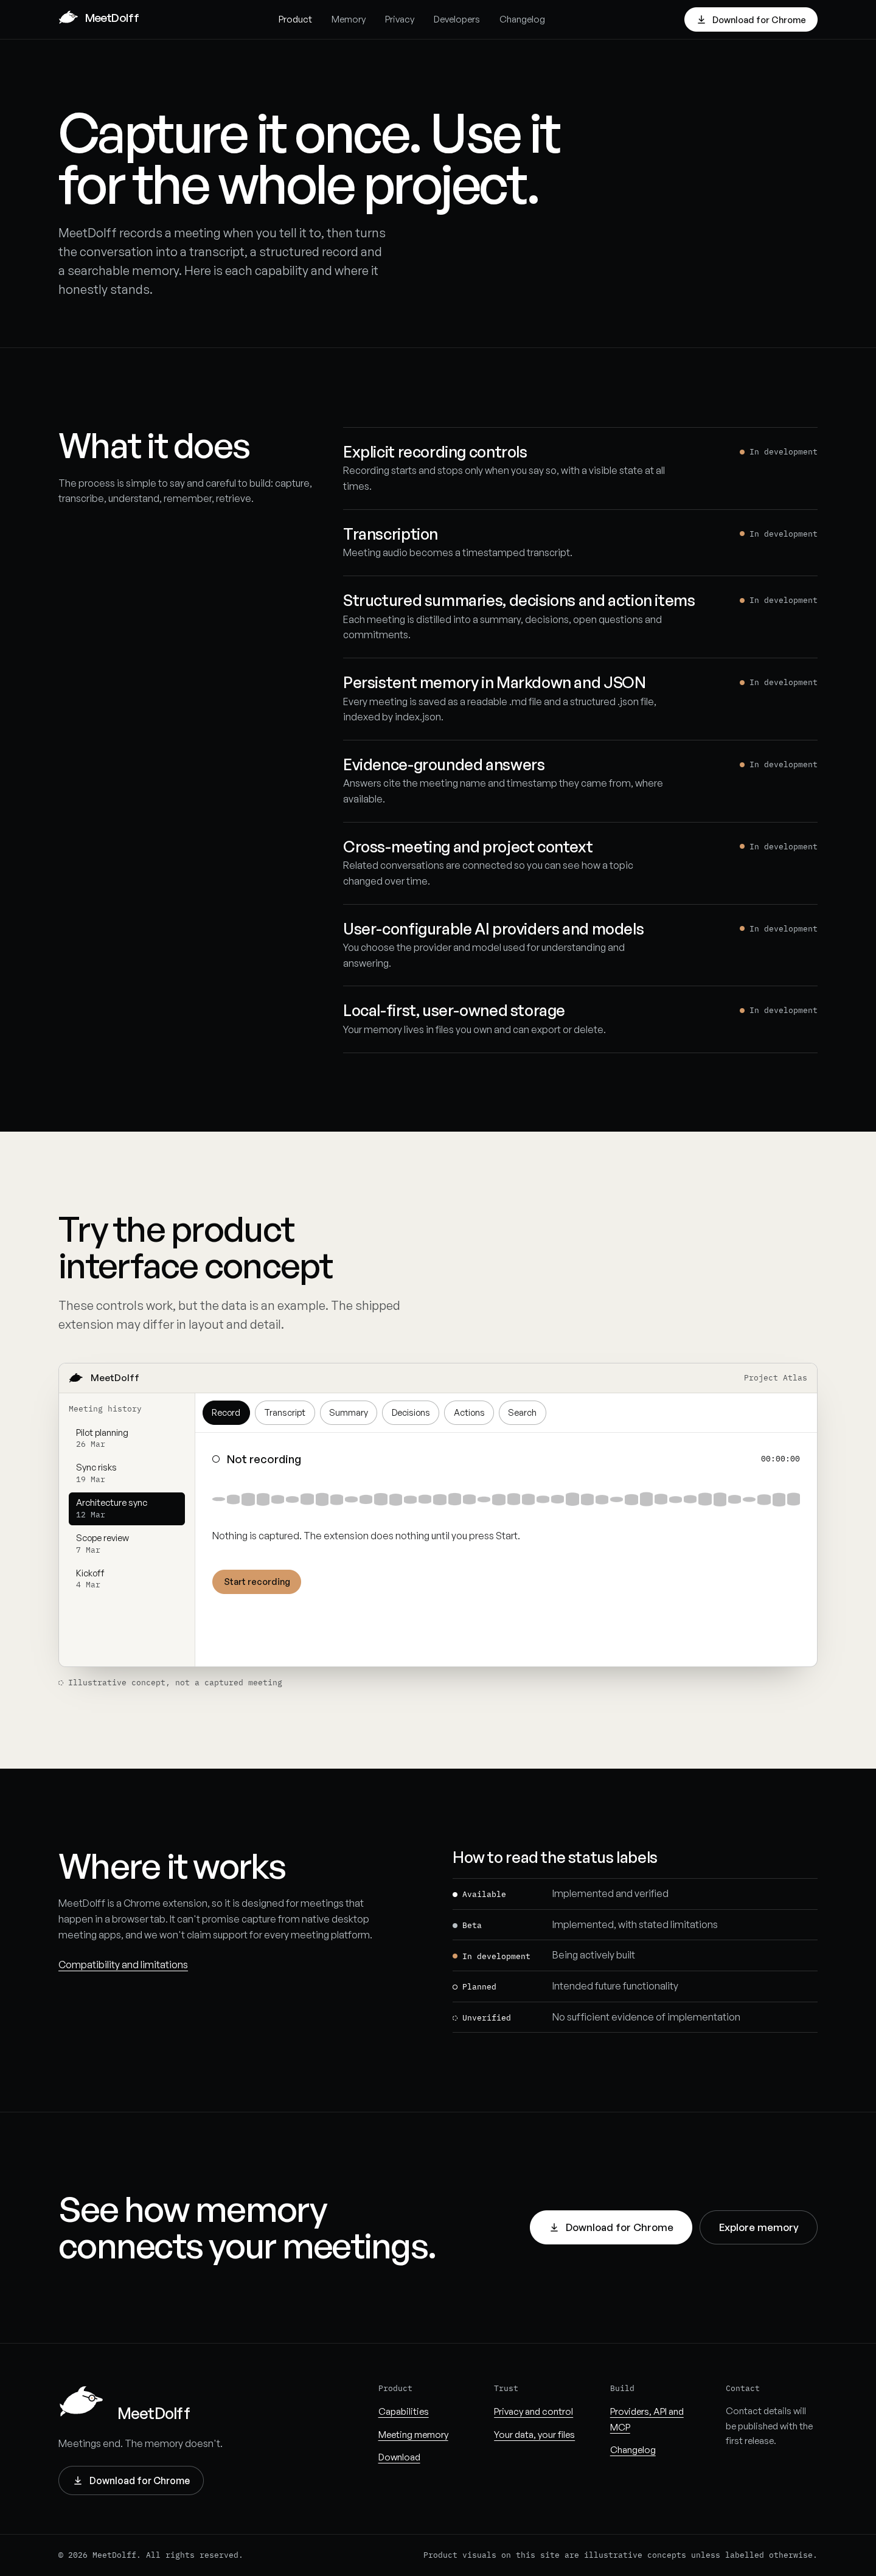 MeetDolff
Product
Memory
Privacy
Developers
Changelog
Download for Chrome
Capture it once. Use it
for the whole project.
MeetDolff records a meeting when you tell it to, then turns
the conversation into a transcript, a structured record and
a searchable memory. Here is each capability and where it
honestly stands.
What it does
The process is simple to say and careful to build: capture,
transcribe, understand, remember, retrieve.
Explicit recording controls
In development
Recording starts and stops only when you say so, with a visible state at all
times.
Transcription
In development
Meeting audio becomes a timestamped transcript.
Structured summaries, decisions and action items
In development
Each meeting is distilled into a summary, decisions, open questions and
commitments.
Persistent memory in Markdown and JSON
In development
Every meeting is saved as a readable .md file and a structured .json file,
indexed by index.json.
Evidence-grounded answers
In development
Answers cite the meeting name and timestamp they came from, where
available.
Cross-meeting and project context
In development
Related conversations are connected so you can see how a topic
changed over time.
User-configurable AI providers and models
In development
You choose the provider and model used for understanding and
answering.
Local-first, user-owned storage
In development
Your memory lives in files you own and can export or delete.
Try the product
interface concept
These controls work, but the data is an example. The shipped
extension may differ in layout and detail.
MeetDolff
Project Atlas
Meeting history
Pilot planning
26 Mar
Sync risks
19 Mar
Architecture sync
12 Mar
Scope review
7 Mar
Kickoff
4 Mar
Record
Transcript
Summary
Decisions
Actions
Search
Not recording
00:00:00
Nothing is captured. The extension does nothing until you press Start.
Start recording
Illustrative concept, not a captured meeting
Where it works
MeetDolff is a Chrome extension, so it is designed for meetings that
happen in a browser tab. It can't promise capture from native desktop
meeting apps, and we won't claim support for every meeting platform.
Compatibility and limitations
How to read the status labels
Available
Implemented and verified
Beta
Implemented, with stated limitations
In development
Being actively built
Planned
Intended future functionality
Unverified
No sufficient evidence of implementation
See how memory
connects your meetings.
Download for Chrome
Explore memory
MeetDolff
Meetings end. The memory doesn't.
Download for Chrome
Product
Capabilities
Meeting memory
Download
Trust
Privacy and control
Your data, your files
Build
Providers, API and
MCP
Changelog
Contact
Contact details will
be published with the
first release.
© 2026 MeetDolff. All rights reserved.
Product visuals on this site are illustrative concepts unless labelled otherwise.